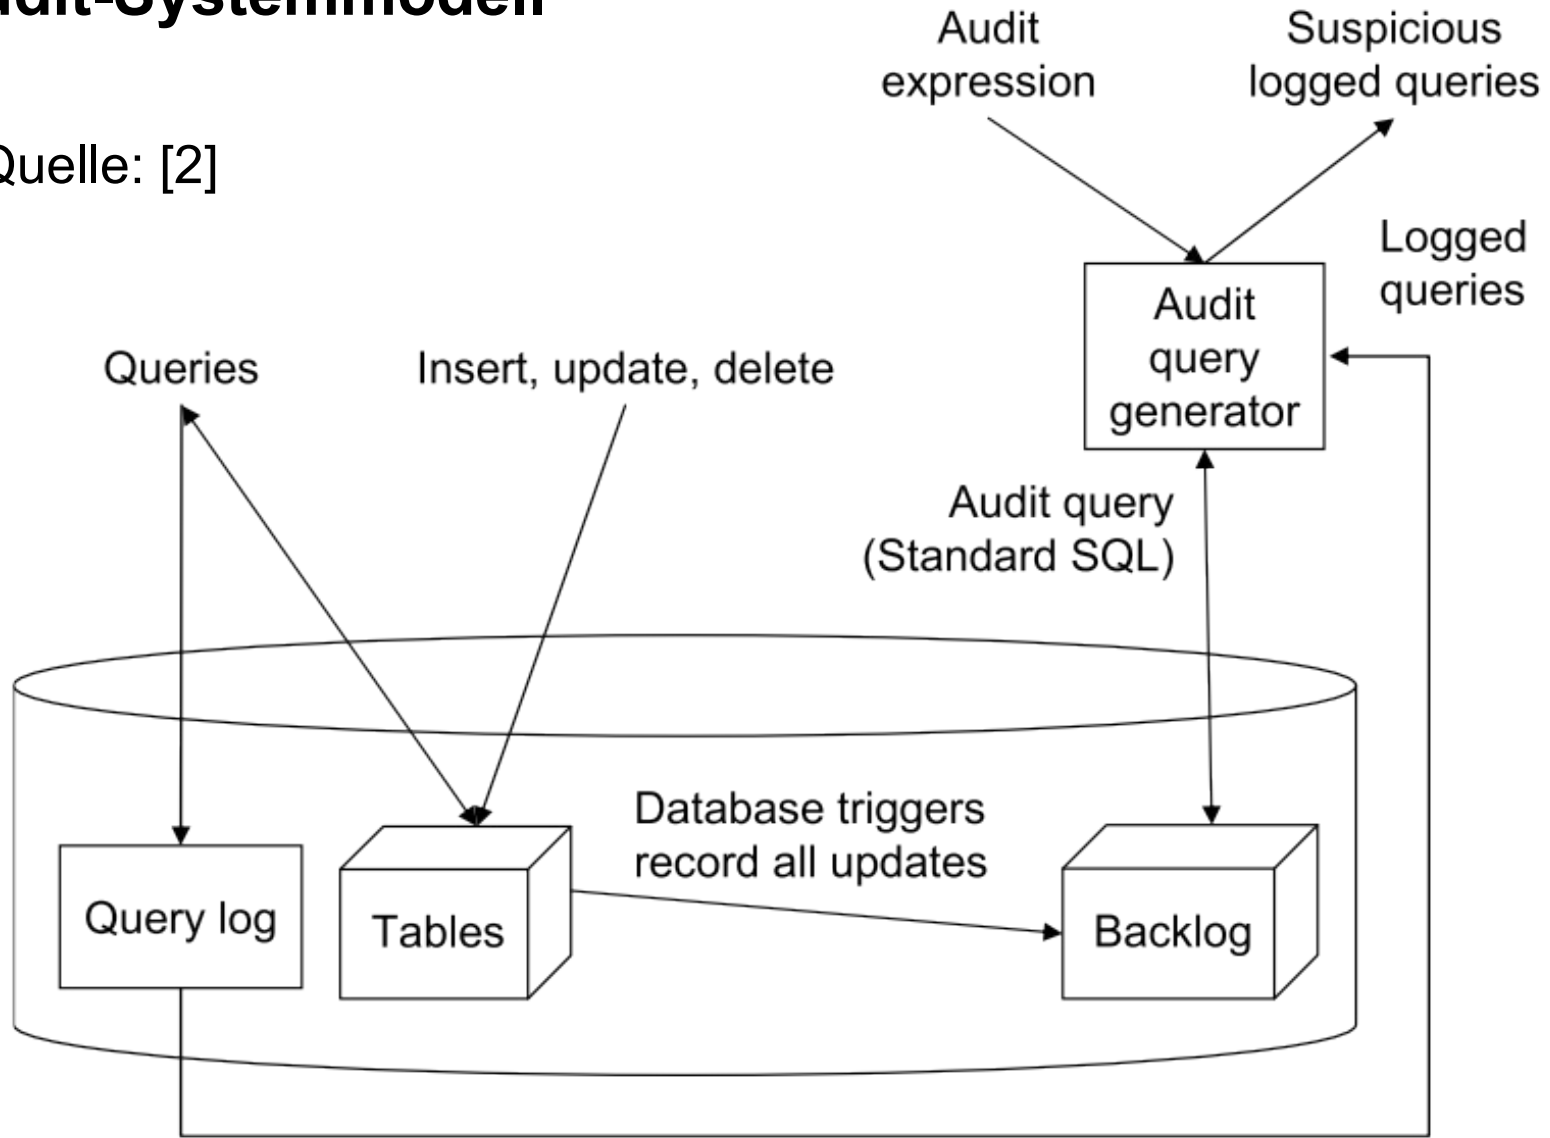 udit-Systemmodell
Quelle: [2]
Audit
expression
Suspicious
logged queries
Logged
queries
Audit
query
generator
Queries
Insert, update, delete
Audit query
(Standard SQL)
Database triggers
record all updates
Query log
Tables
Backlog